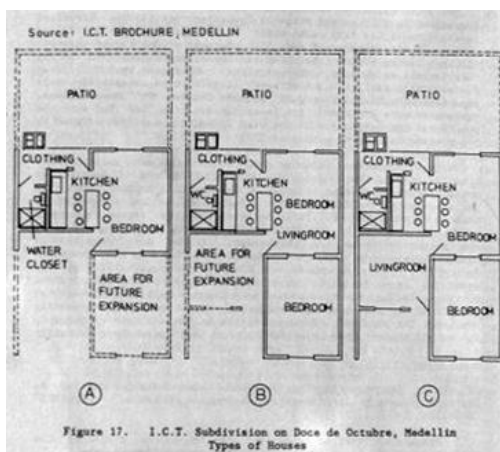 Source: I.C.T. BROCHURE, MEDELLIN
PATIO
CLOTHING
KITCHEN
BEDROOM
WATER
CLOSET
AREA FOR
FUTURE
EXPANSION
A
PATIO
CLOTHING
KITCHEN
WC
BEDROOM
LIVINGROOM
AREA FOR
FUTURE
EXPANSION
BEDROOM
B
PATIO
CLOTHING
KITCHEN
WC
BEDROOM
LIVINGROOM
BEDROOM
C
Figure 17. I.C.T. Subdivision on Doce de Octubre, Medellin
Types of Houses